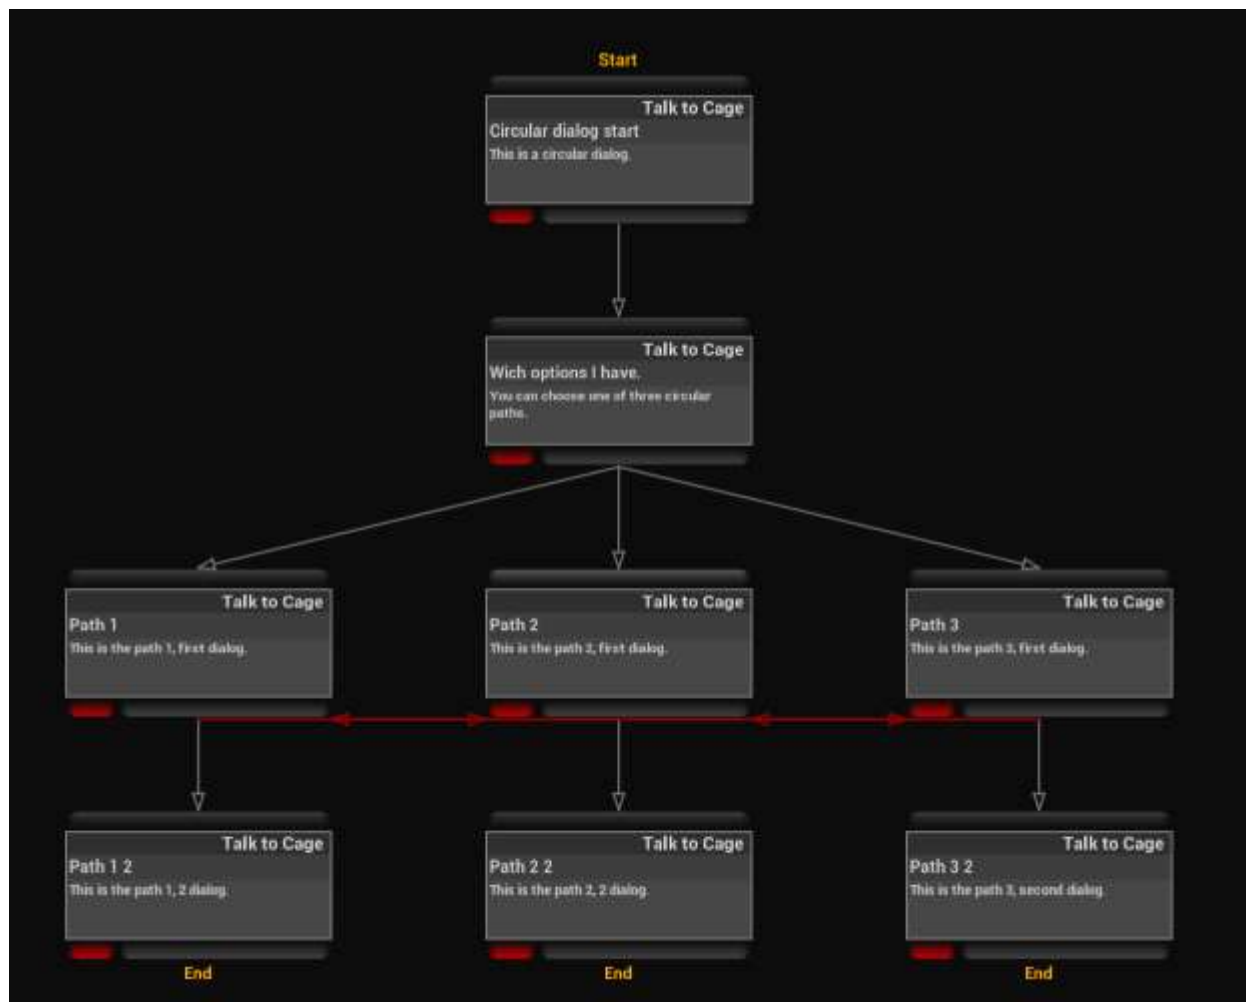 Start
Talk to Cage
Circular dialog start
This is a circular dialog.
Talk to Cage
Wich options I have.
You can choose one of three circular
paths.
Talk to Cage
Path 1
This is the path 1, first dialog.
Talk to Cage
Path 2
This is the path 2, first dialog.
Talk to Cage
Path 3
This is the path 3, first dialog.
Talk to Cage
Path 1 2
This is the path 1, 2 dialog.
End
Talk to Cage
Path 2 2
This is the path 2, 2 dialog.
End
Talk to Cage
Path 3 2
This is the path 3, second dialog.
End